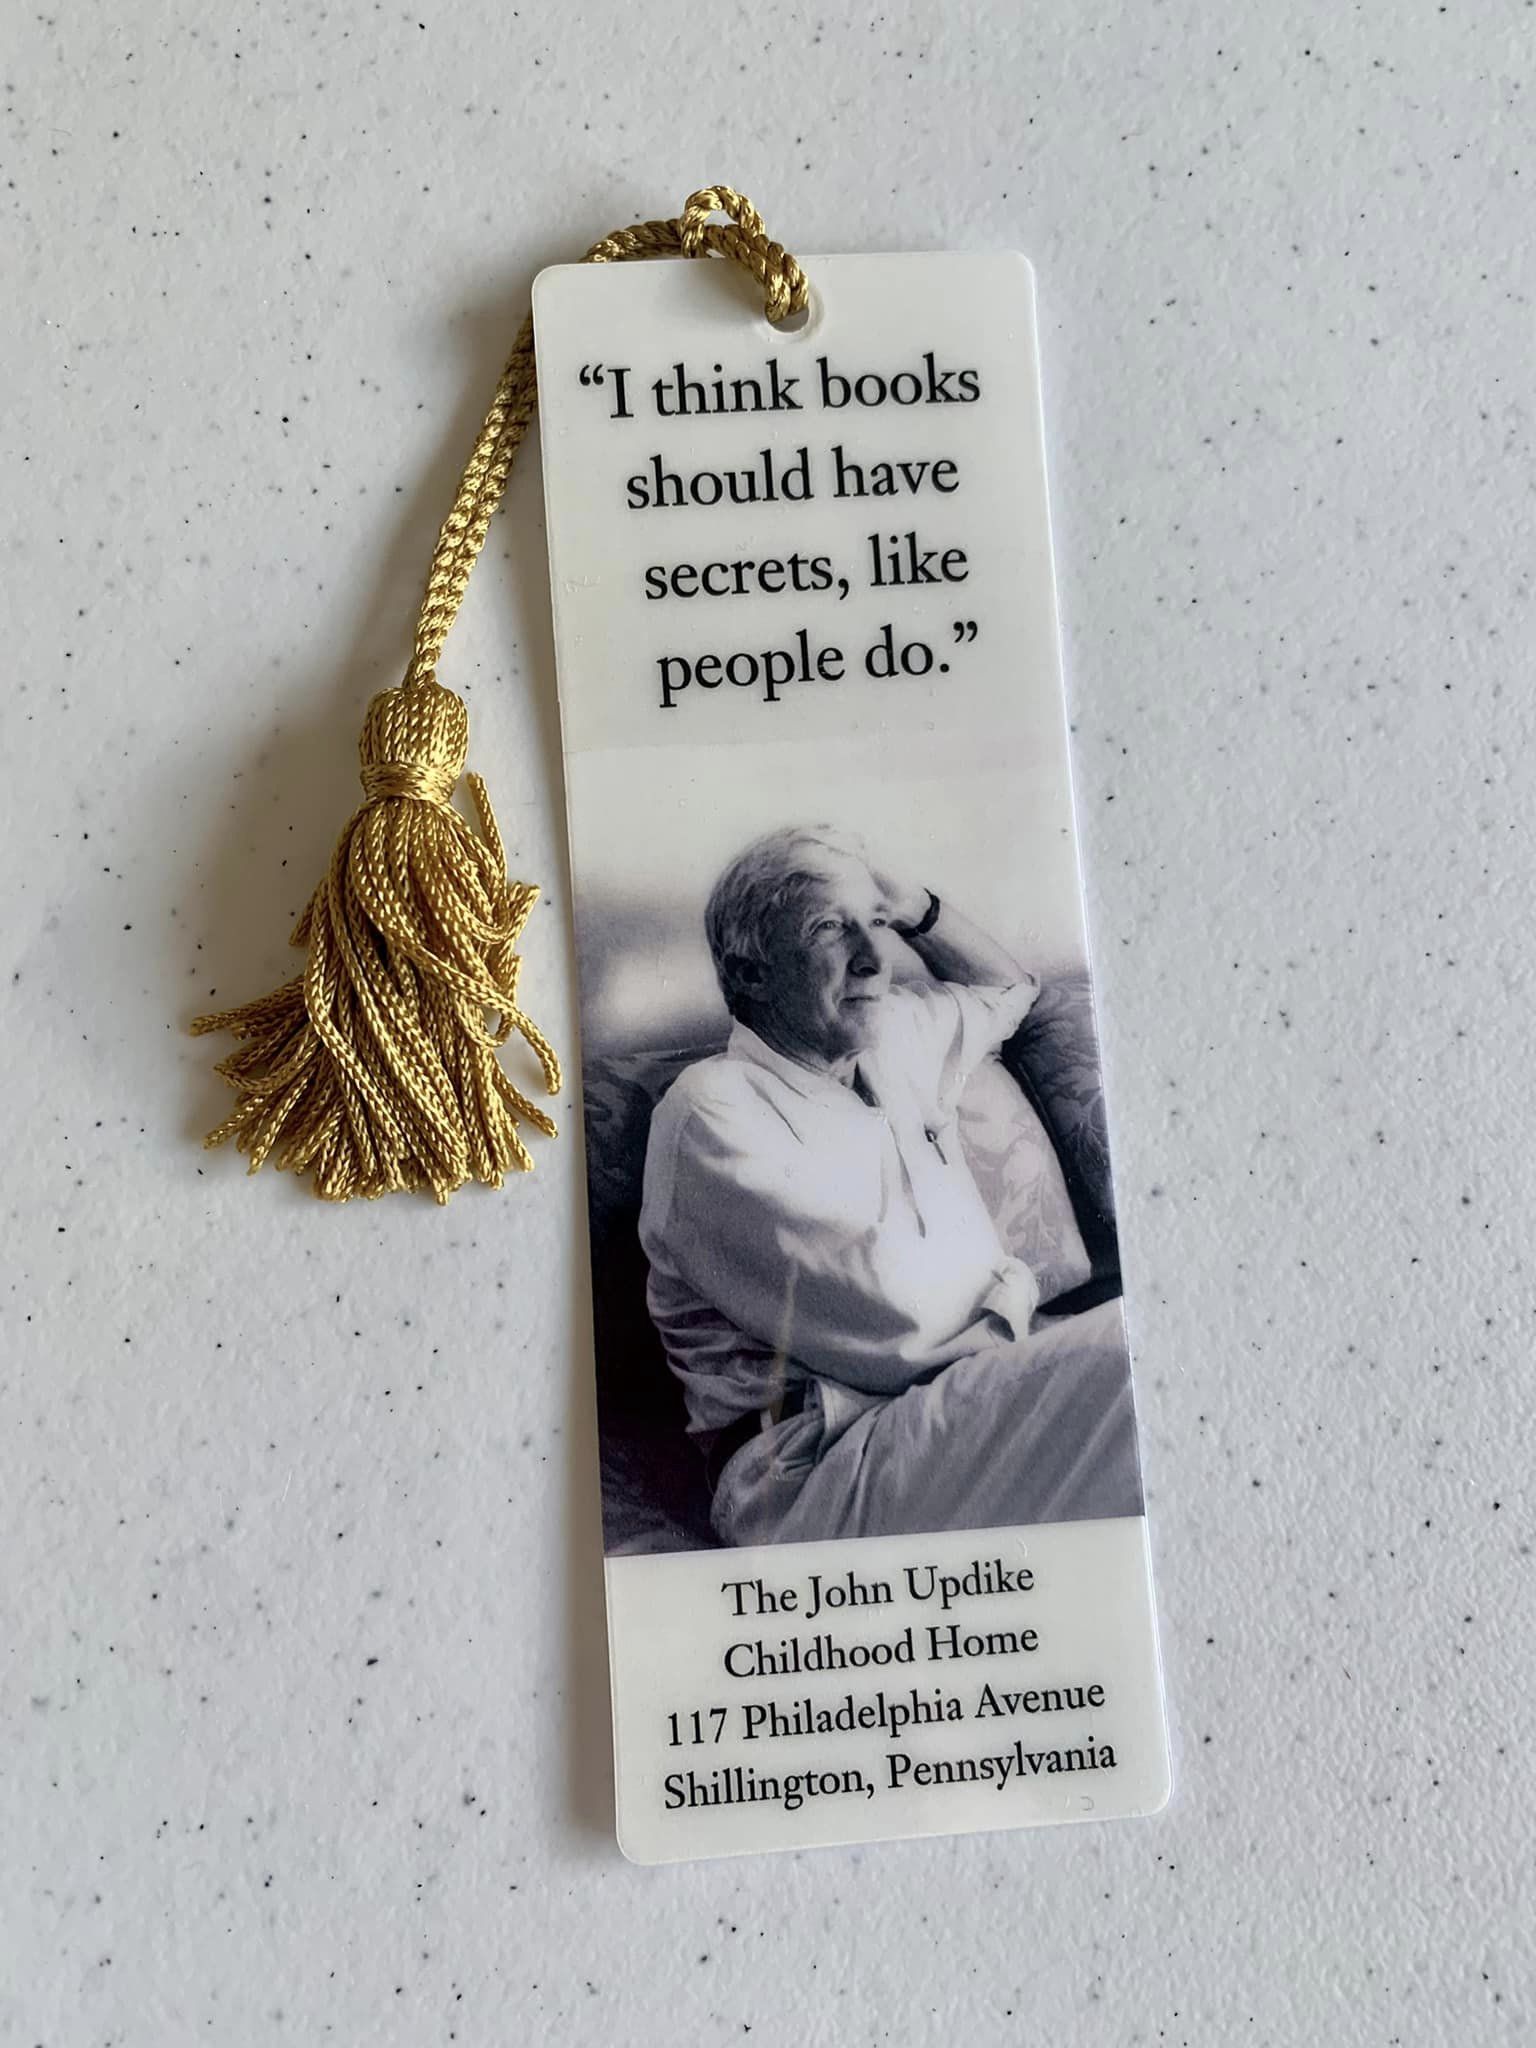 “I think books
should have
secrets, like
people do.”
The John Updike
Childhood Home
117 Philadelphia Avenue
Shillington, Pennsylvania